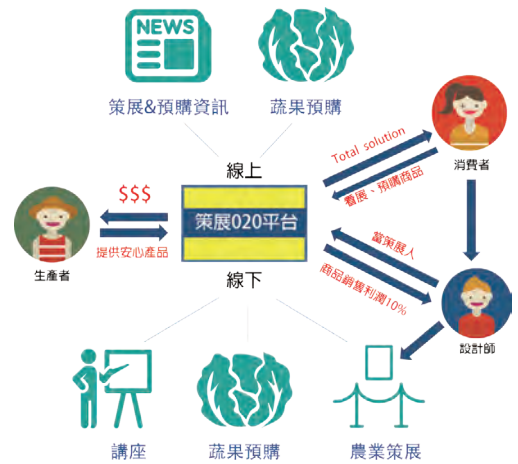 NEWS
策展&預購資訊
蔬果預購
Total solution
消費者
看展、預購商品
線上
$$$
策展020平台
提供安心產品
生產者
當策展人
商品銷售利潤10%
線下
設計師
講座
蔬果預購
農業策展